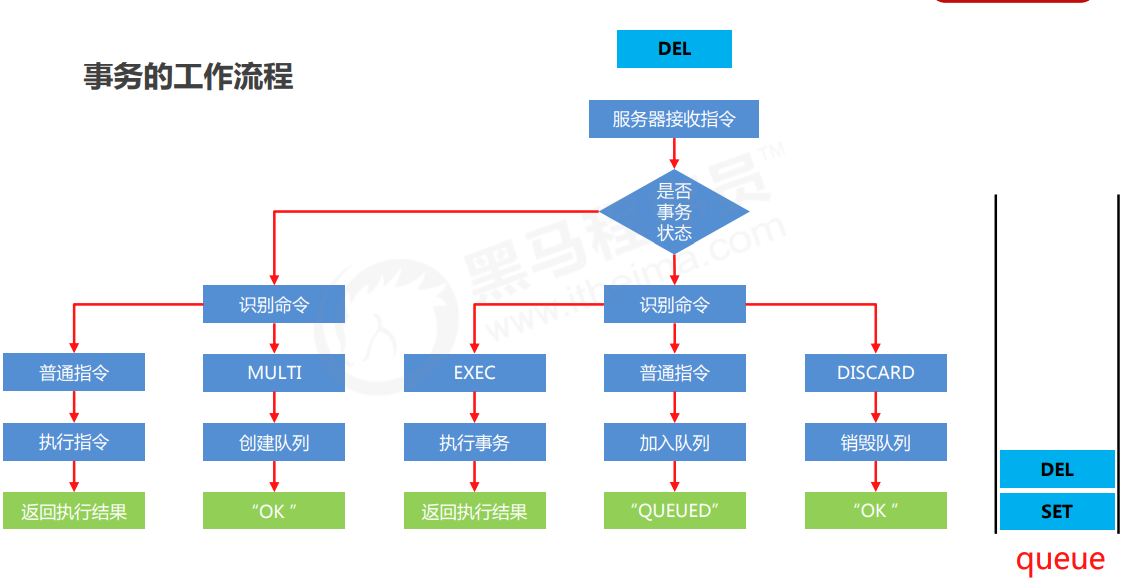 DEL
事务的工作流程
服务器接收指令
是否
事务
状态
黑马程序员™
www.itheima.com
识别命令
识别命令
普通指令
MULTI
EXEC
普通指令
DISCARD
执行指令
创建队列
执行事务
加入队列
销毁队列
返回执行结果
“OK ”
返回执行结果
“QUEUED”
“OK ”
DEL
SET
queue